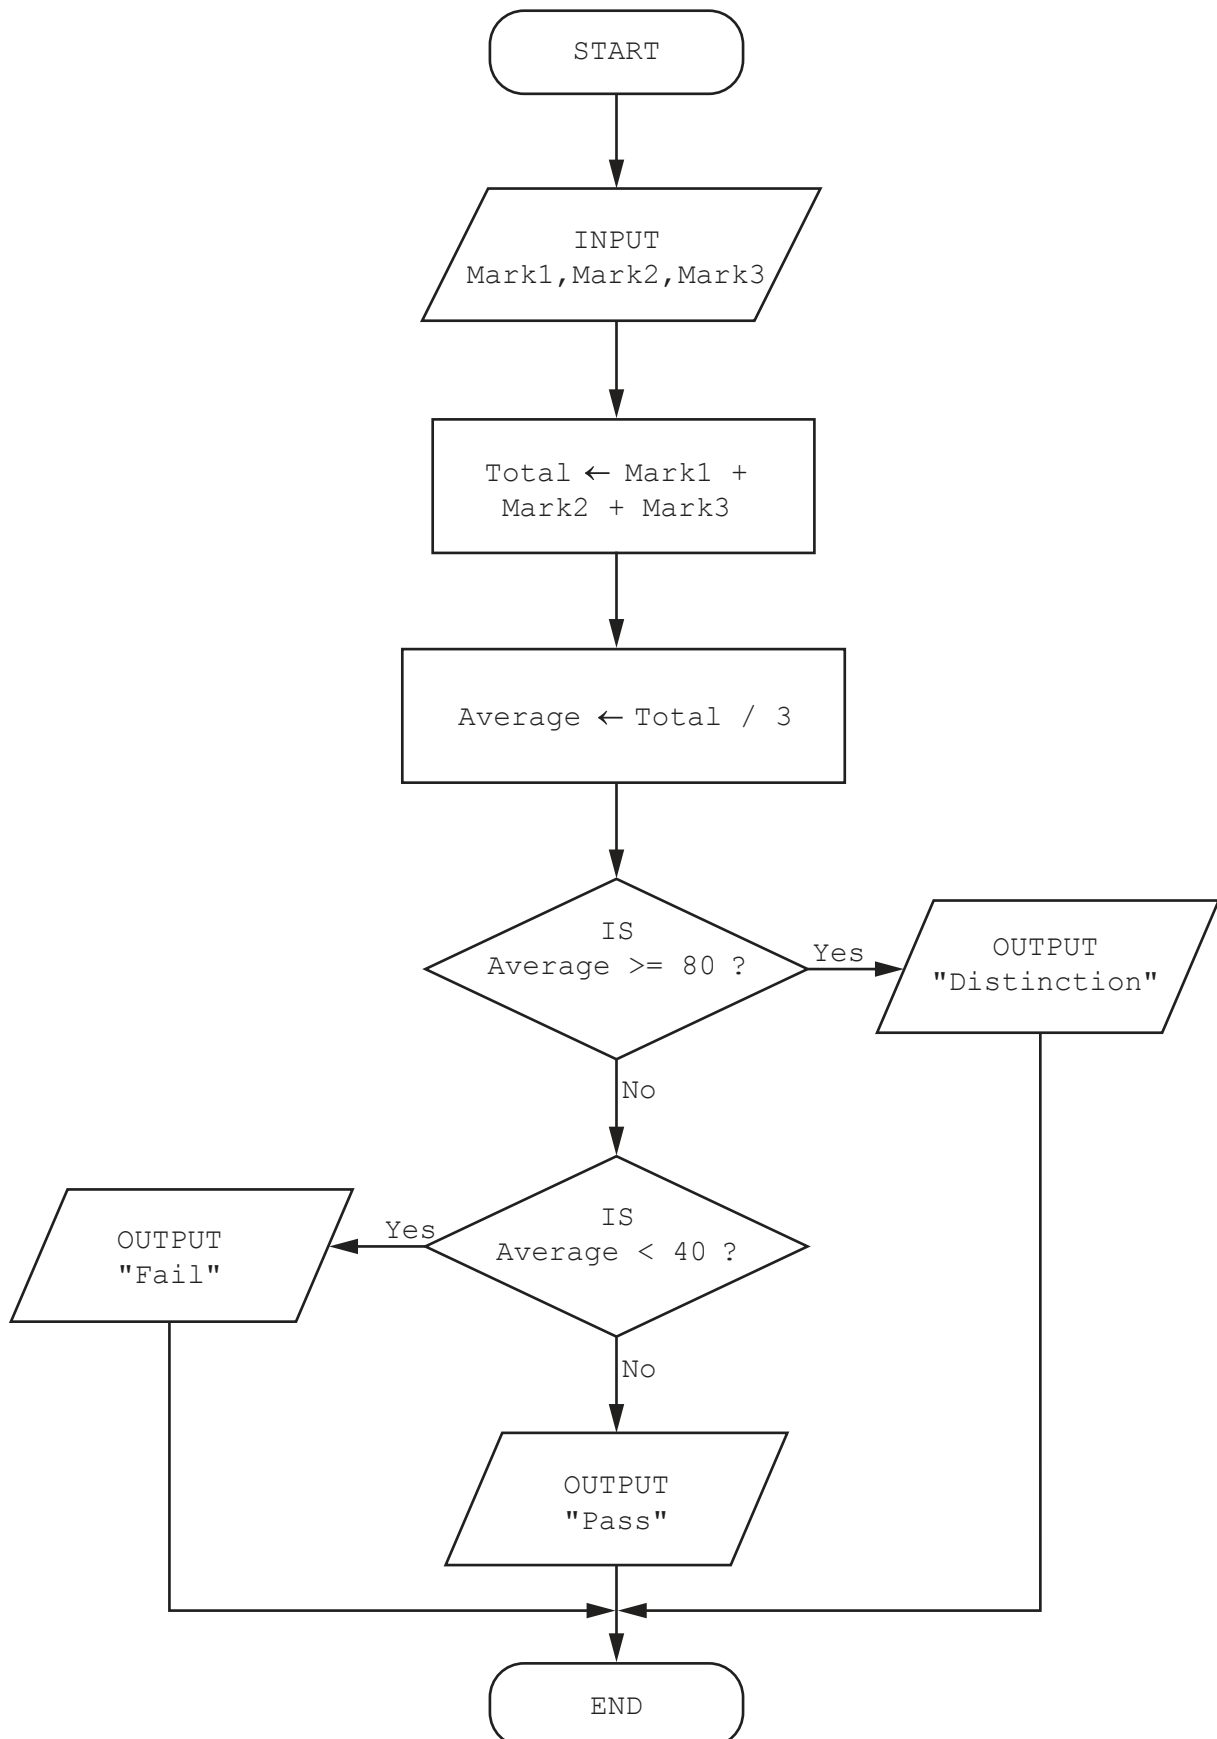 START
INPUT
Mark1,Mark2,Mark3
Total ← Mark1 +
Mark2 + Mark3
Average ← Total / 3
IS
Average >= 80 ?
Yes
OUTPUT
"Distinction"
No
IS
Average < 40 ?
Yes
OUTPUT
"Fail"
No
OUTPUT
"Pass"
END